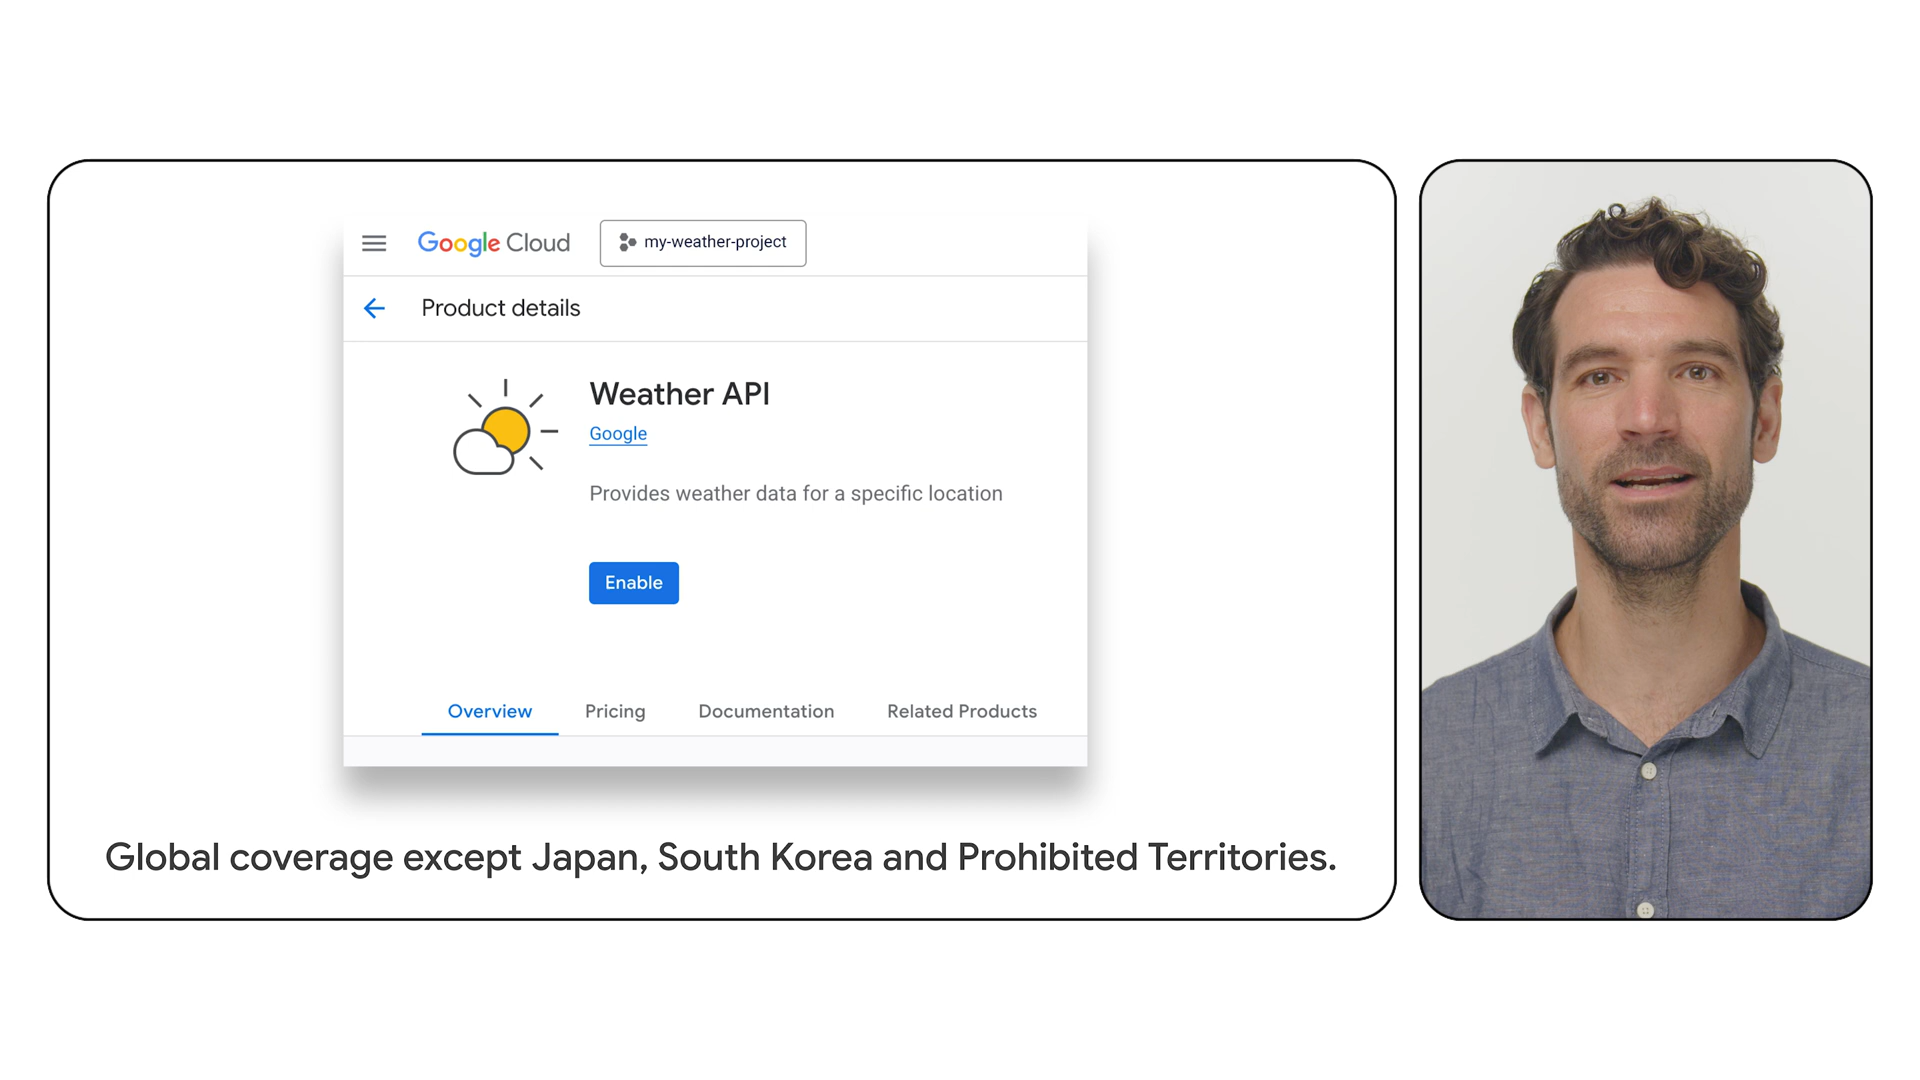 Google Cloud
my-weather-project
Product details
Weather API
Google
Provides weather data for a specific location
Enable
Overview
Pricing
Documentation
Related Products
Global coverage except Japan, South Korea and Prohibited Territories.